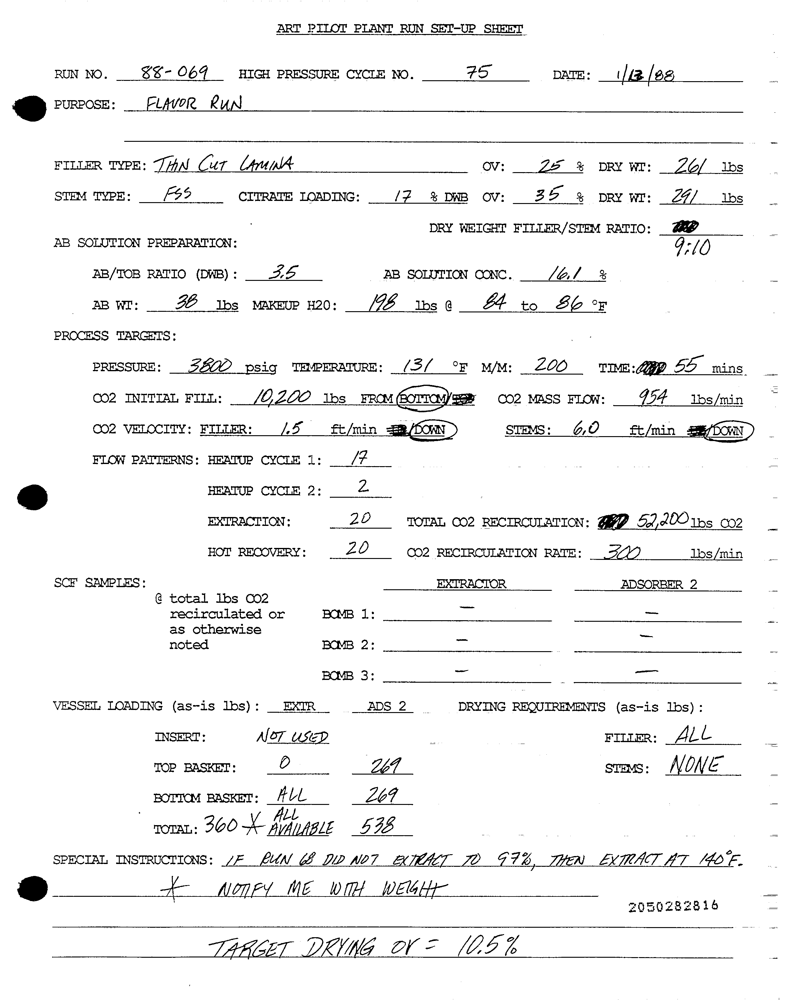 ART PILOT PLANT RUN SET-UP SHEET
RUN NO. 88-069 HIGH PRESSURE CYCLE NO. 75 DATE: 1/13/88
PURPOSE: FLAVOR RUN
FILLER TYPE: THIN CUT LAMINA OV: 25 % DRY WT: 261 lbs
STEM TYPE: FSS CITRATE LOADING: 17 % DWB OV: 35 % DRY WT: 291 lbs
DRY WEIGHT FILLER/STEM RATIO:
9:10
AB SOLUTION PREPARATION:
AB/TOB RATIO (DWB): 3.5 AB SOLUTION CONC. 16.1 %
AB WT: 38 lbs MAKEUP H20: 198 lbs @ 84 to 86 °F
PROCESS TARGETS:
PRESSURE: 3800 psig TEMPERATURE: 131 °F M/M: 200 TIME: 55 mins
CO2 INITIAL FILL: 10,200 lbs FROM BOTTOM/ CO2 MASS FLOW: 954 lbs/min
CO2 VELOCITY: FILLER: 1.5 ft/min /DOWN STEMS: 6.0 ft/min /DOWN
FLOW PATTERNS: HEATUP CYCLE 1: 17
HEATUP CYCLE 2: 2
EXTRACTION: 20 TOTAL CO2 RECIRCULATION: 52,200 lbs CO2
HOT RECOVERY: 20 CO2 RECIRCULATION RATE: 300 lbs/min
SCF SAMPLES: EXTRACTOR ADSORBER 2
@ total lbs CO2
recirculated or BOMB 1: — —
as otherwise
noted BOMB 2: — —
BOMB 3: — —
VESSEL LOADING (as-is lbs): EXTR ADS 2 DRYING REQUIREMENTS (as-is lbs):
INSERT: NOT USED FILLER: ALL
TOP BASKET: 0 269 STEMS: NONE
BOTTOM BASKET: ALL 269
TOTAL: 360 * ALL AVAILABLE 538
SPECIAL INSTRUCTIONS: IF RUN 68 DID NOT EXTRACT TO 97%, THEN EXTRACT AT 140°F.
* NOTIFY ME WITH WEIGHT
2050282816
TARGET DRYING OV = 10.5%